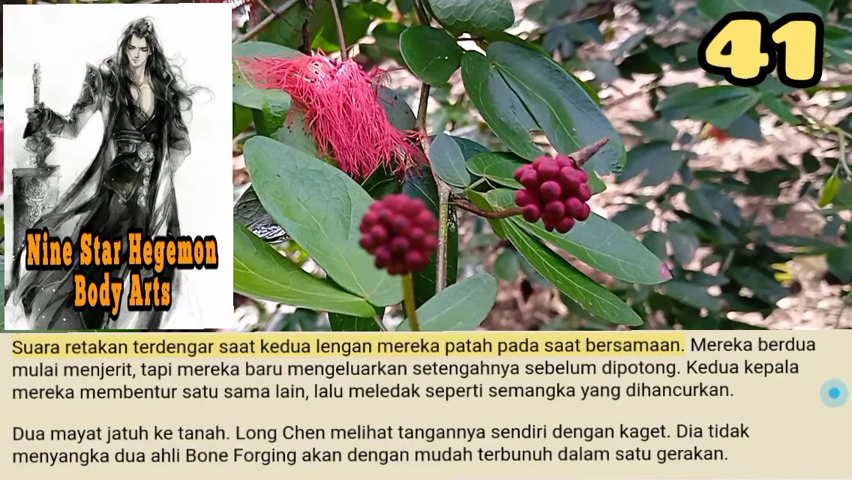 41
Nine Star Hegemon
Body Arts
Suara retakan terdengar saat kedua lengan mereka patah pada saat bersamaan. Mereka berdua
mulai menjerit, tapi mereka baru mengeluarkan setengahnya sebelum dipotong. Kedua kepala
mereka membentur satu sama lain, lalu meledak seperti semangka yang dihancurkan.
Dua mayat jatuh ke tanah. Long Chen melihat tangannya sendiri dengan kaget. Dia tidak
menyangka dua ahli Bone Forging akan dengan mudah terbunuh dalam satu gerakan.